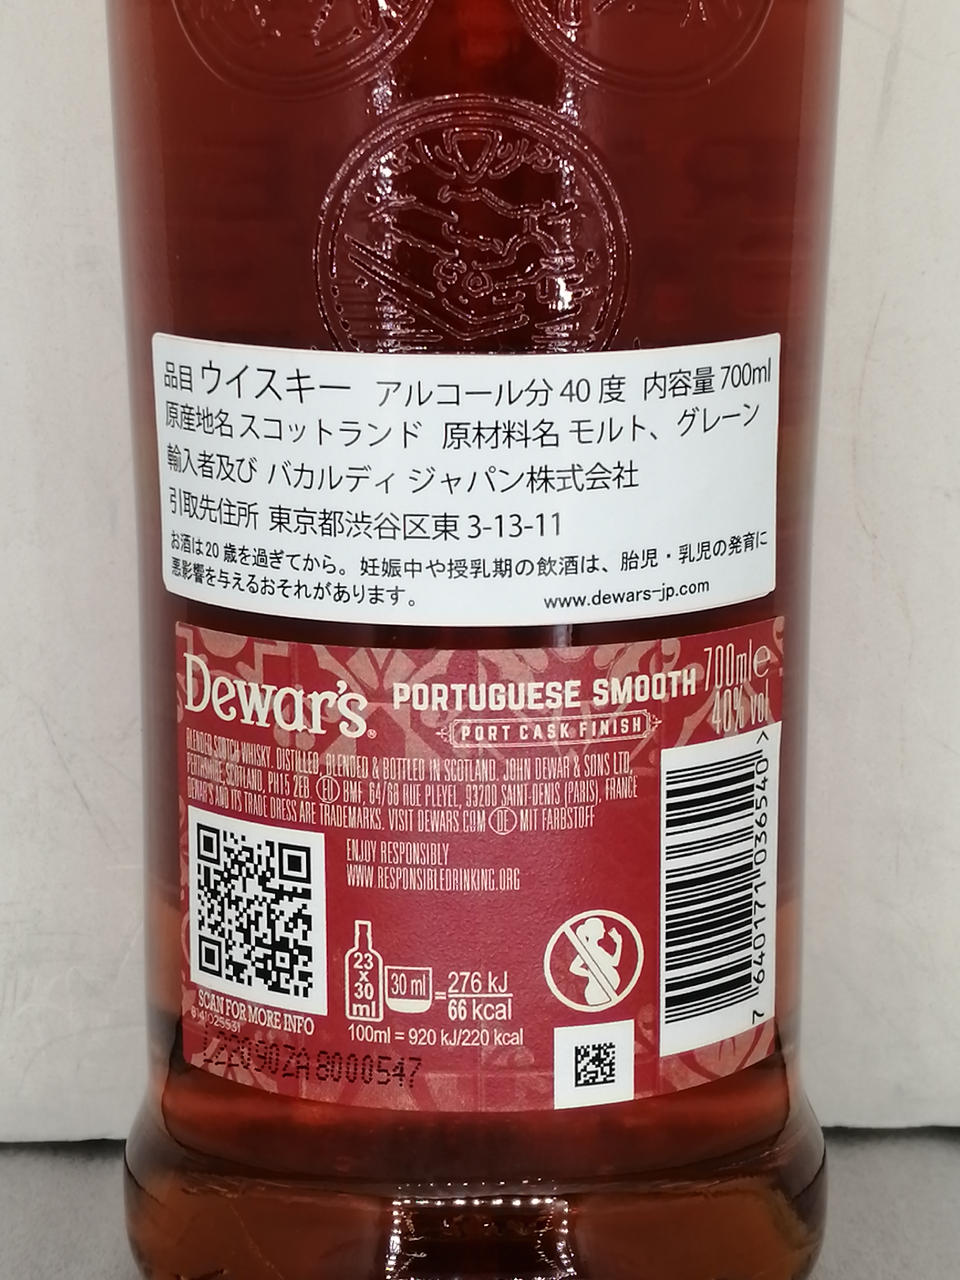 品目 ウイスキー アルコール分 40 度 内容量 700ml
原産地名 スコットランド 原材料名 モルト、グレーン
輸入者及び バカルディ ジャパン株式会社
引取先住所 東京都渋谷区東 3-13-11
お酒は20 歳を過ぎてから。妊娠中や授乳期の飲酒は、胎児・乳児の発育に
悪影響を与えるおそれがあります。 www.dewars-jp.com
Dewar's® PORTUGUESE SMOOTH 700ml℮
PORT CASK FINISH 40% vol
BLENDED SCOTCH WHISKY. DISTILLED, BLENDED & BOTTLED IN SCOTLAND. JOHN DEWAR & SONS LTD,
PERTHSHIRE, SCOTLAND, PH15 2EB EU BMF, 64/68 RUE PLEYEL, 93200 SAINT-DENIS (PARIS), FRANCE
DEWAR'S AND ITS TRADE DRESS ARE TRADEMARKS. VISIT DEWARS.COM DE MIT FARBSTOFF
ENJOY RESPONSIBLY
WWW.RESPONSIBLEDRINKING.ORG
23 x 30 ml 30 ml = 276 kJ
66 kcal
100ml = 920 kJ/220 kcal
SCAN FOR MORE INFO
8141025531
ZA8000547
7 640171 036540 >